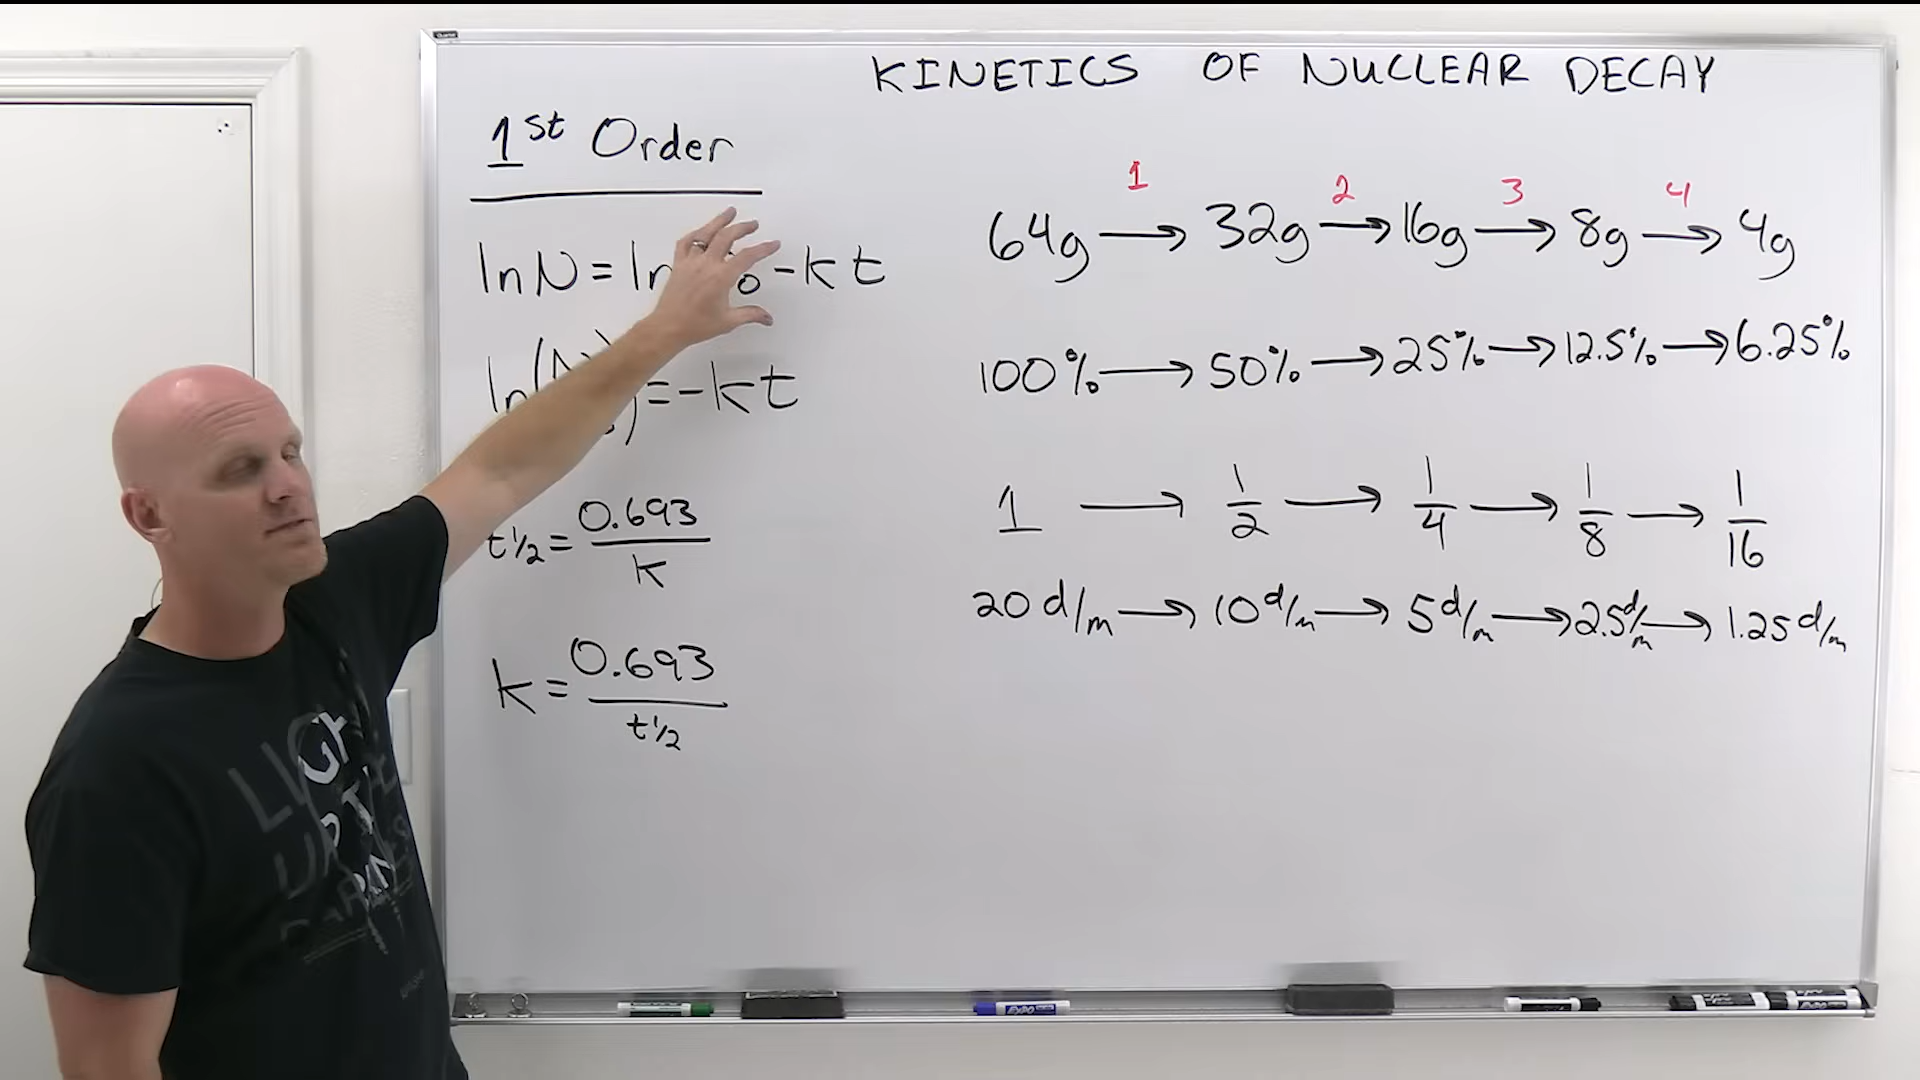 KINETICS OF NUCLEAR DECAY
1st Order
ln N = ln o - kt
ln( ) = -kt
t½ = 0.693/k
k = 0.693/t½
1 2 3 4
64g → 32g → 16g → 8g → 4g
100% → 50% → 25% → 12.5% → 6.25%
1 → 1/2 → 1/4 → 1/8 → 1/16
20 d/m → 10 d/m → 5 d/m → 2.5 d/m → 1.25 d/m
EXPO